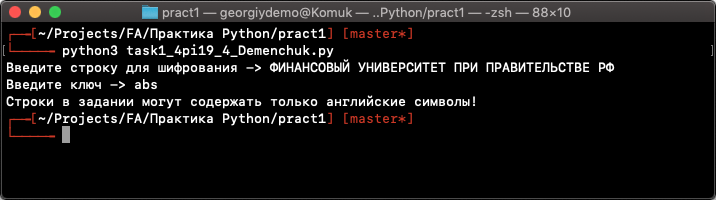 pract1 — georgiydemo@Komuk — ..Python/pract1 — -zsh — 88×10
[~/Projects/FA/Практика Python/pract1] [master*]
python3 task1_4pi19_4_Demenchuk.py
Введите строку для шифрования —> ФИНАНСОВЫЙ УНИВЕРСИТЕТ ПРИ ПРАВИТЕЛЬСТВЕ РФ
Введите ключ —> abs
Строки в задании могут содержать только английские символы!
[~/Projects/FA/Практика Python/pract1] [master*]